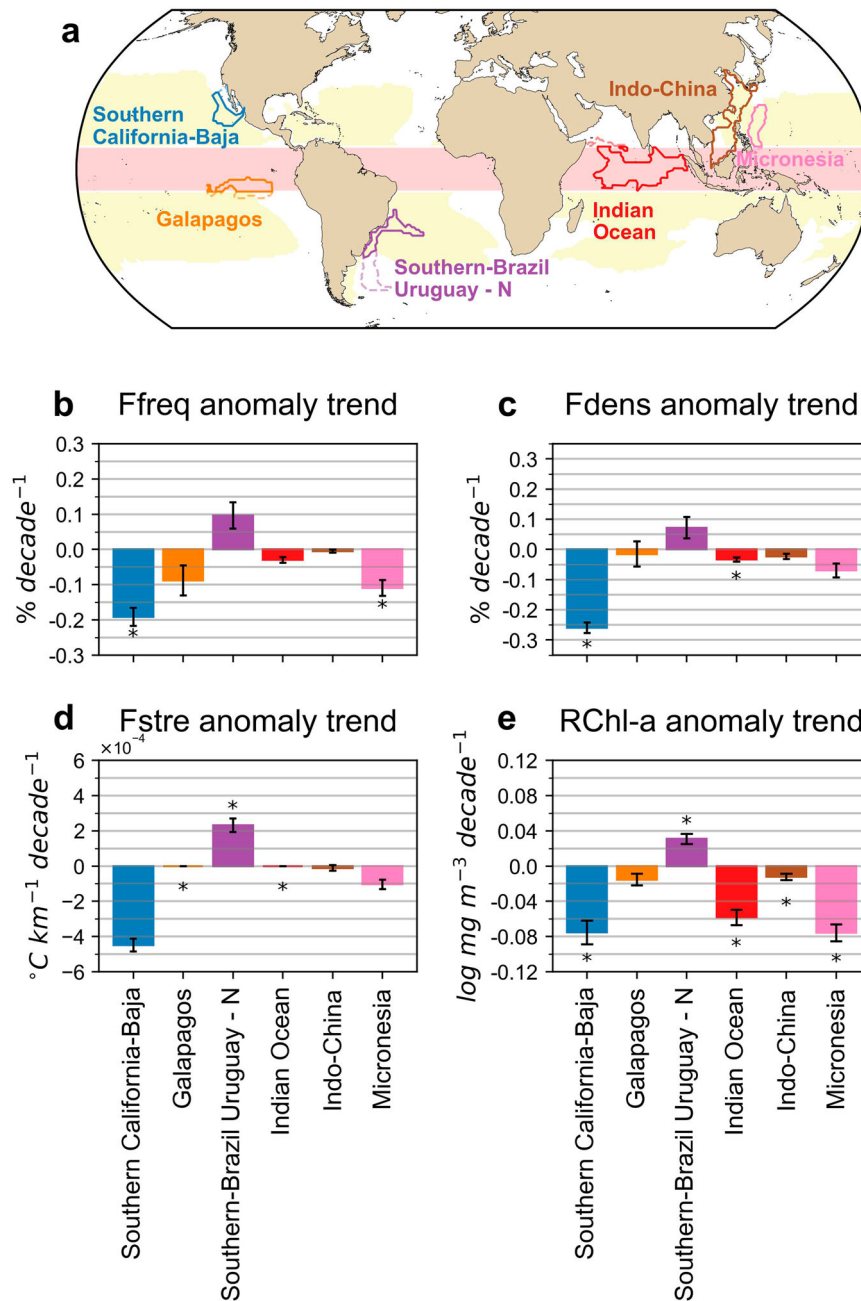 a
Southern
California-Baja
Indo-China
Micronesia
Galapagos
Indian
Ocean
Southern-Brazil
Uruguay - N
b Ffreq anomaly trend
% decade⁻¹
0.3
0.2
0.1
0.0
-0.1
-0.2
-0.3
*
*
c Fdens anomaly trend
% decade⁻¹
0.3
0.2
0.1
0.0
-0.1
-0.2
-0.3
*
*
d Fstre anomaly trend
×10⁻⁴
°C km⁻¹ decade⁻¹
6
4
2
0
−2
−4
−6
*
*
*
Southern California-Baja
Galapagos
Southern-Brazil Uruguay - N
Indian Ocean
Indo-China
Micronesia
e RChl-a anomaly trend
log mg m⁻³ decade⁻¹
0.12
0.08
0.04
0.0
-0.04
-0.08
-0.12
*
*
*
*
*
Southern California-Baja
Galapagos
Southern-Brazil Uruguay - N
Indian Ocean
Indo-China
Micronesia